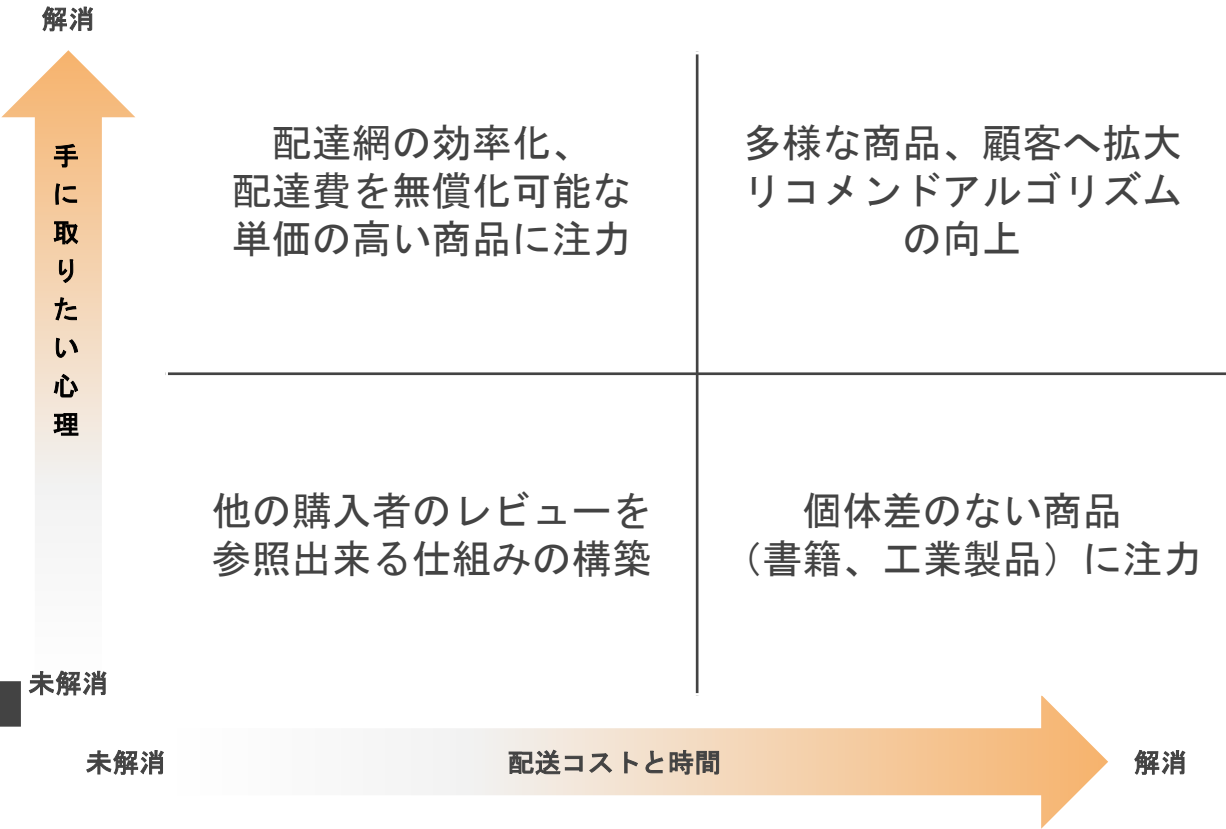 解消
手に取りたい心理
配達網の効率化、
配達費を無償化可能な
単価の高い商品に注力
多様な商品、顧客へ拡大
リコメンドアルゴリズム
の向上
他の購入者のレビューを
参照出来る仕組みの構築
個体差のない商品
（書籍、工業製品）に注力
未解消
未解消
配送コストと時間
解消